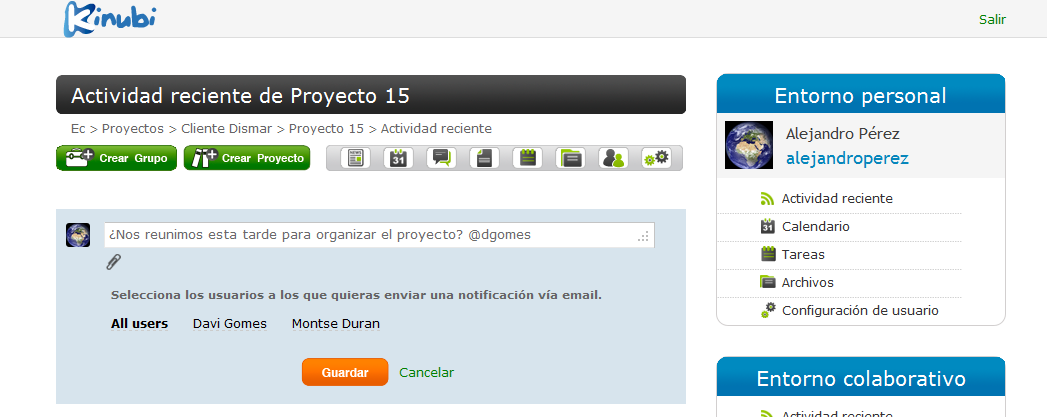 Kinubi
Salir
Actividad reciente de Proyecto 15
Ec > Proyectos > Cliente Dismar > Proyecto 15 > Actividad reciente
Crear Grupo
Crear Proyecto
31
¿Nos reunimos esta tarde para organizar el proyecto? @dgomes
Selecciona los usuarios a los que quieras enviar una notificación vía email.
All users Davi Gomes Montse Duran
Guardar Cancelar
Entorno personal
Alejandro Pérez
alejandroperez
Actividad reciente
31 Calendario
Tareas
Archivos
Configuración de usuario
Entorno colaborativo
Actividad reciente